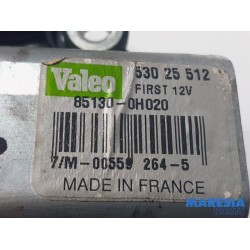 Valeo 530 25 512
FIRST 12V
85130-0H020
7/M-00559 264-5
MADE IN FRANCE
MARESIA